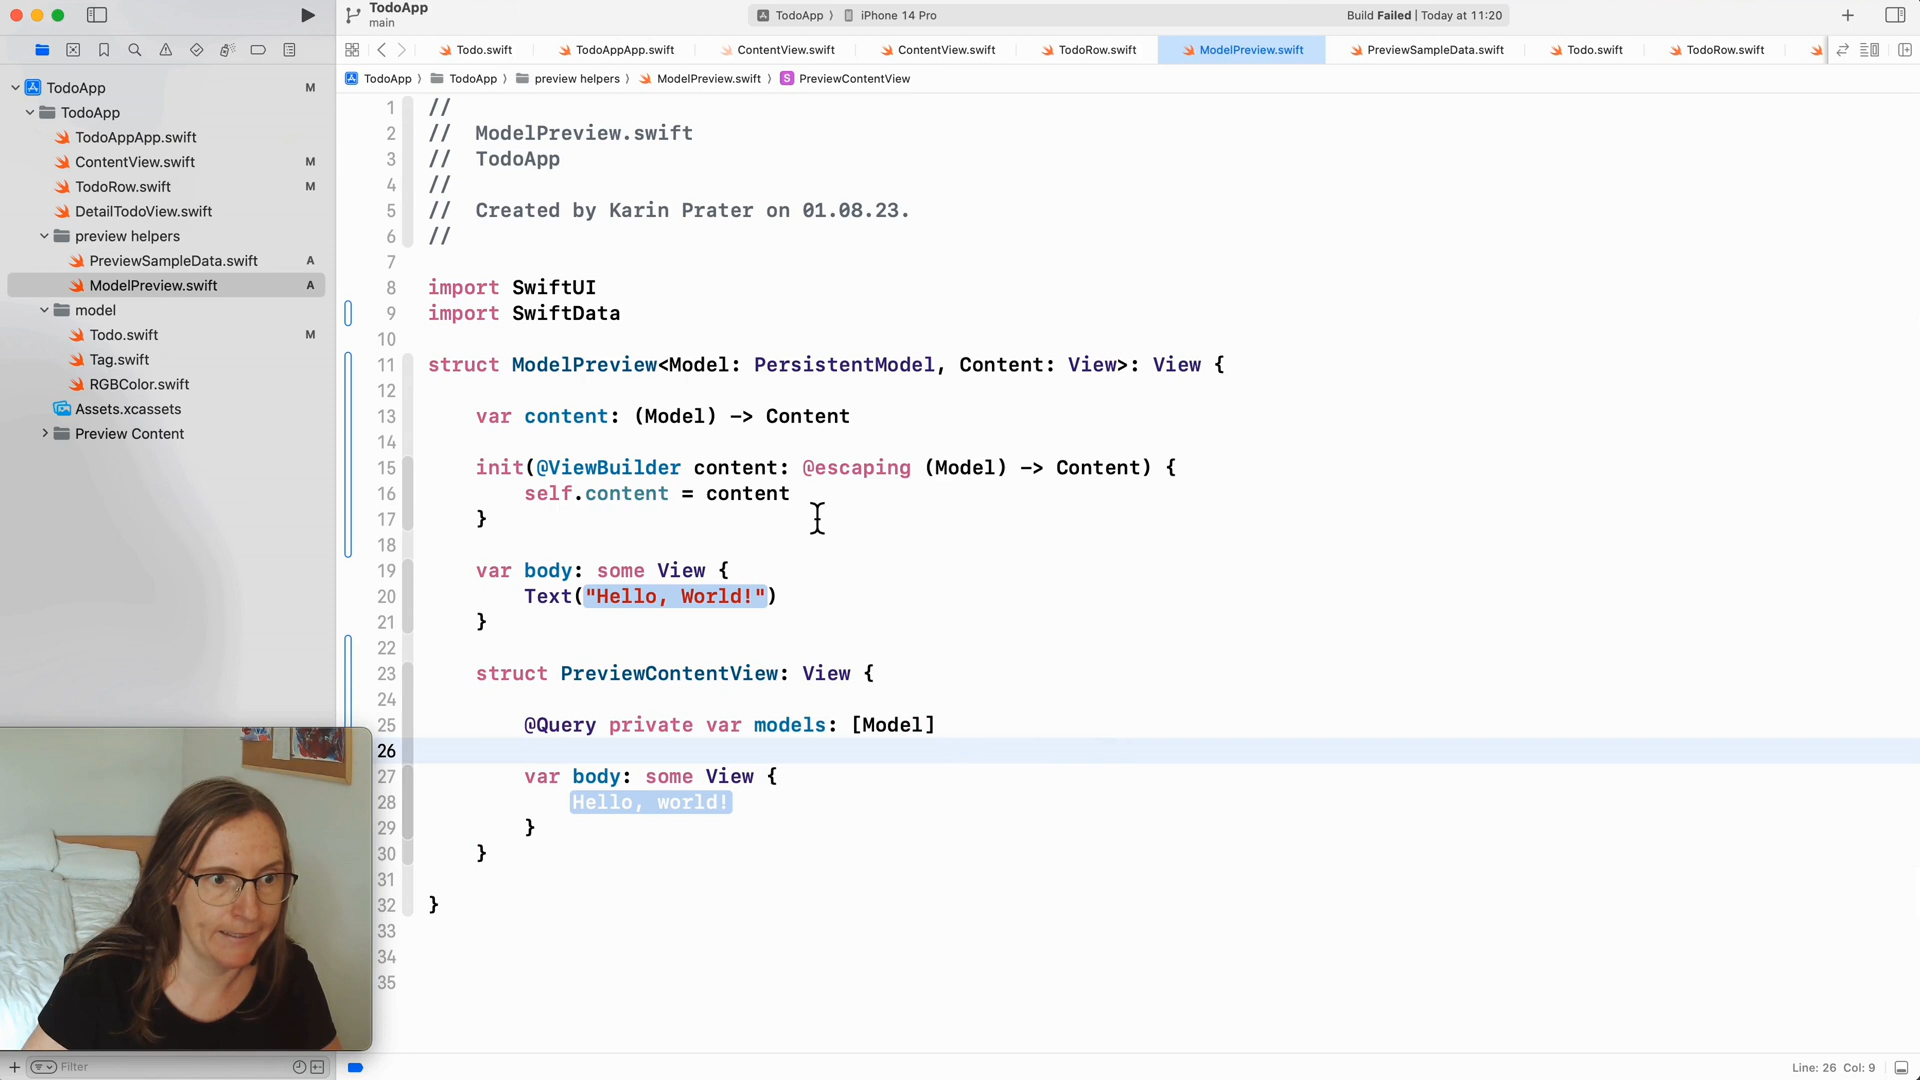 TodoApp
main
TodoApp
iPhone 14 Pro
Build Failed | Today at 11:20
Todo.swift
TodoAppApp.swift
ContentView.swift
ContentView.swift
TodoRow.swift
ModelPreview.swift
PreviewSampleData.swift
Todo.swift
TodoRow.swift
TodoApp
TodoApp
preview helpers
ModelPreview.swift
S
PreviewContentView
TodoApp M
TodoApp
TodoAppApp.swift
ContentView.swift M
TodoRow.swift M
DetailTodoView.swift
preview helpers
PreviewSampleData.swift A
ModelPreview.swift A
model
Todo.swift M
Tag.swift
RGBColor.swift
Assets.xcassets
Preview Content
1 //
2 // ModelPreview.swift
3 // TodoApp
4 //
5 // Created by Karin Prater on 01.08.23.
6 //
7
8 import SwiftUI
9 import SwiftData
10
11 struct ModelPreview<Model: PersistentModel, Content: View>: View {
12
13 var content: (Model) -> Content
14
15 init(@ViewBuilder content: @escaping (Model) -> Content) {
16 self.content = content
17 }
18
19 var body: some View {
20 Text("Hello, World!")
21 }
22
23 struct PreviewContentView: View {
24
25 @Query private var models: [Model]
26
27 var body: some View {
28 Hello, world!
29 }
30 }
31
32 }
33
34
35
Filter
Line: 26 Col: 9